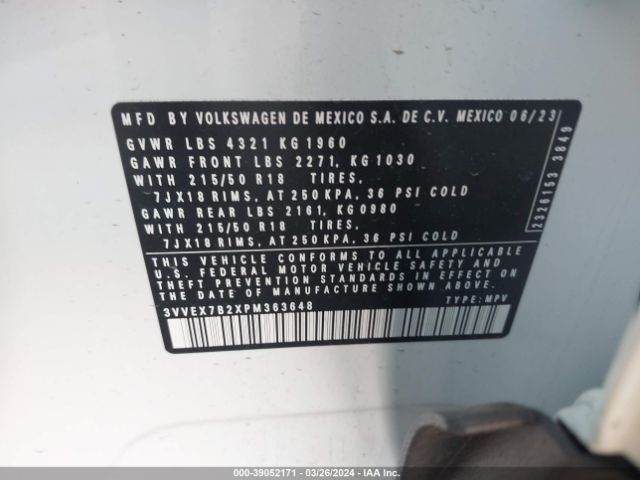 MFD BY VOLKSWAGEN DE MEXICO S.A. DE C.V. MEXICO 06/23
GVWR LBS 4321 KG 1960
GAWR FRONT LBS 2271, KG 1030
WITH 215/50 R18 TIRES,
7JX18 RIMS, AT 250 KPA, 36 PSI COLD
GAWR REAR LBS 2161, KG 0980
WITH 215/50 R18 TIRES,
7JX18 RIMS, AT 250 KPA, 36 PSI COLD
THIS VEHICLE CONFORMS TO ALL APPLICABLE
U.S. FEDERAL MOTOR VEHICLE SAFETY AND
THEFT PREVENTION STANDARDS IN EFFECT ON
THE DATE OF MANUFACTURE SHOWN ABOVE.
3VVEX7B2XPM363648 TYPE: MPV
2326153 3849
000-39052171 - 03/26/2024 - IAA Inc.